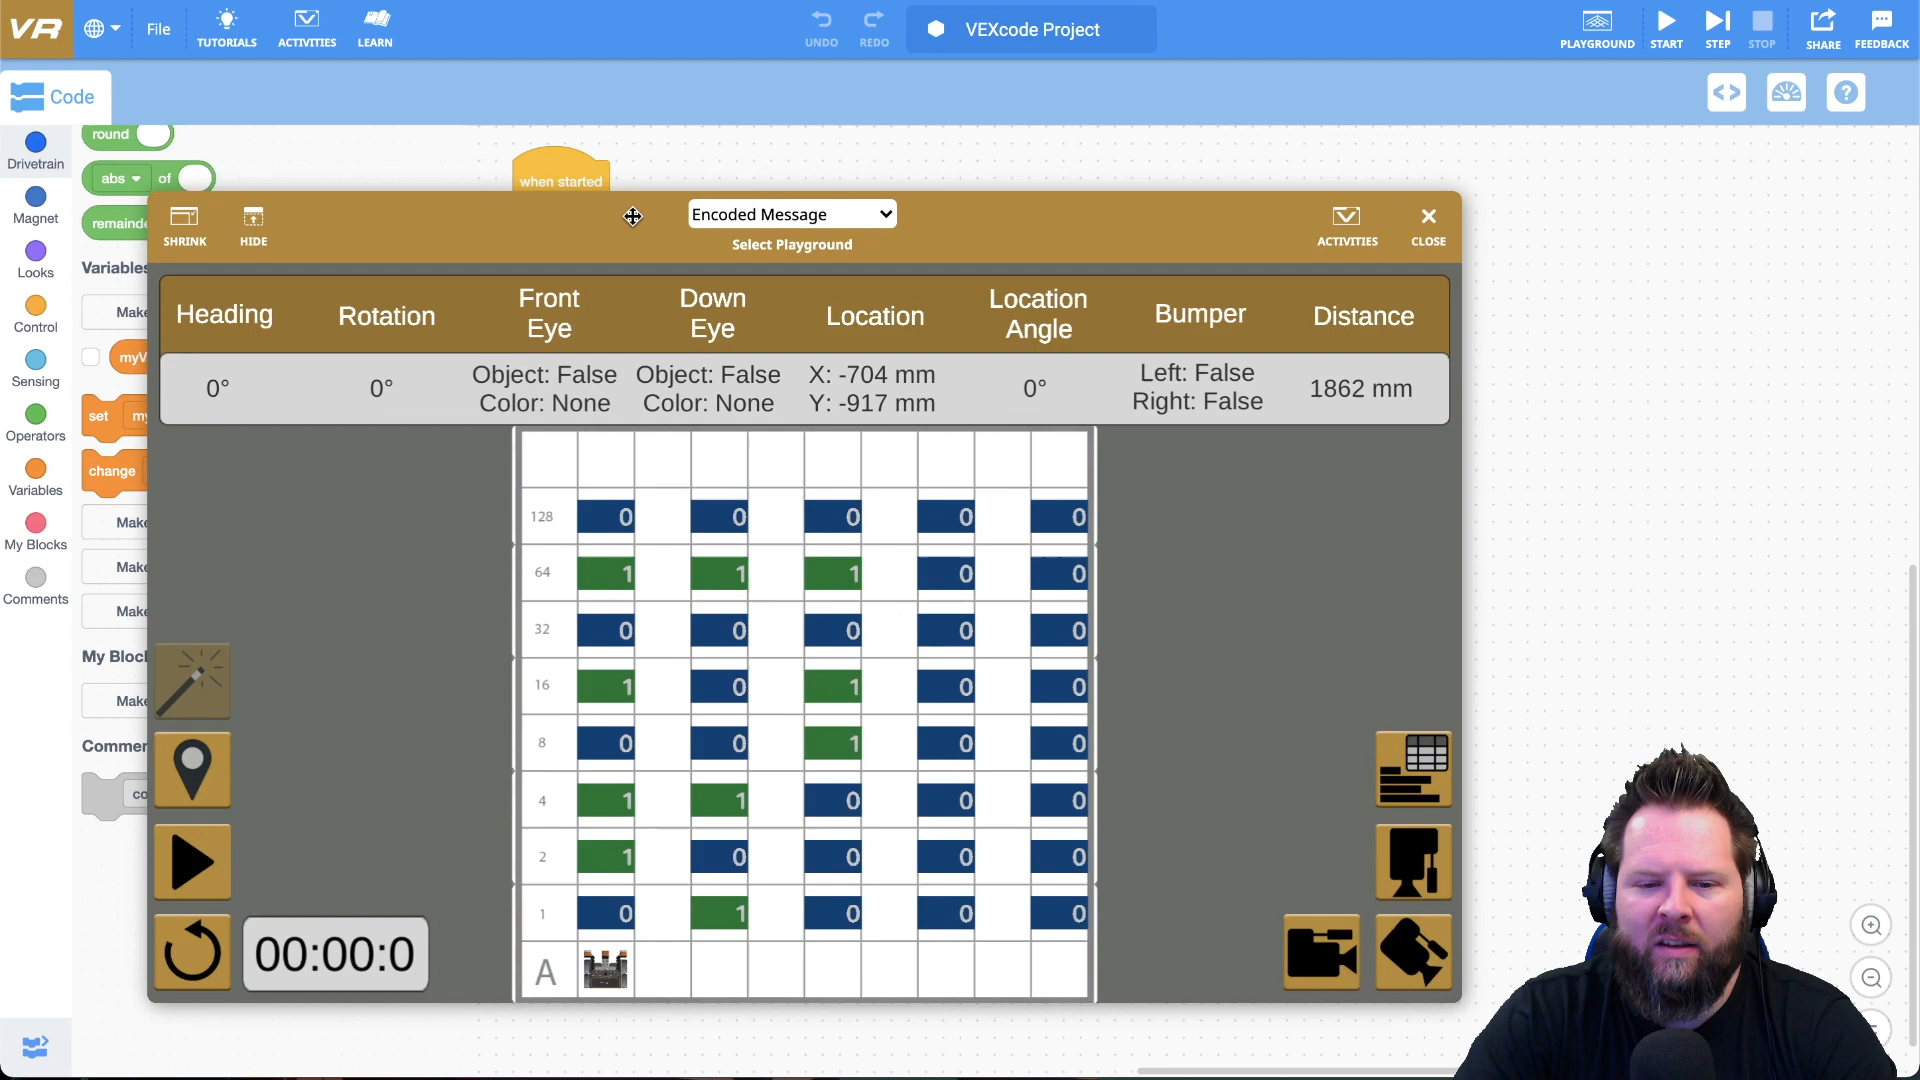 VR
File
TUTORIALS
ACTIVITIES
LEARN
UNDO
REDO
VEXcode Project
PLAYGROUND
START
STEP
STOP
SHARE
FEEDBACK
Code
Drivetrain
Magnet
Looks
Control
Sensing
Operators
Variables
My Blocks
Comments
round
abs of
remainde
Variables
Make
myV
set my
change
Make
Make
Make
My Bloc
Make
Commen
co
when started
SHRINK
HIDE
Encoded Message
Select Playground
ACTIVITIES
CLOSE
Heading Rotation Front Eye Down Eye Location Location Angle Bumper Distance
0° 0° Object: False Object: False X: -704 mm 0° Left: False 1862 mm
Color: None Color: None Y: -917 mm Right: False
128 0 0 0 0 0
64 1 1 1 0 0
32 0 0 0 0 0
16 1 0 1 0 0
8 0 0 1 0 0
4 1 1 0 0 0
2 1 0 0 0 0
1 0 1 0 0 0
A
00:00:0